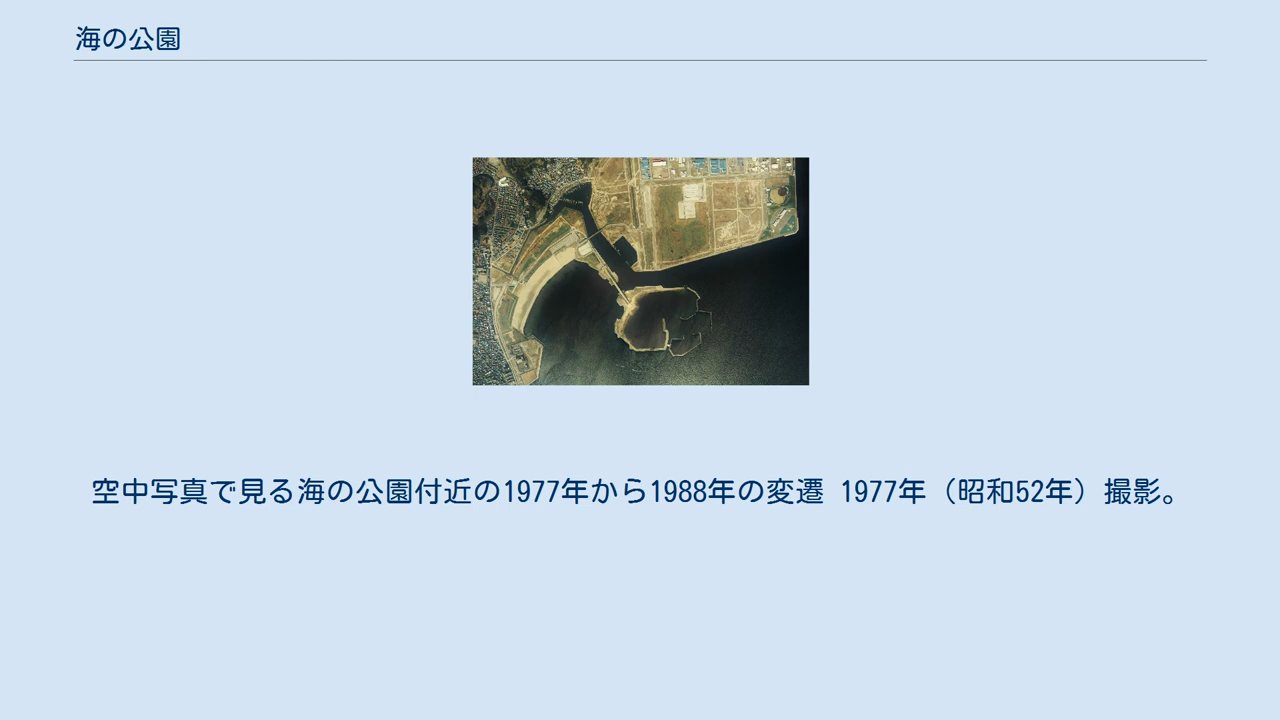 海の公園
空中写真で見る海の公園付近の1977年から1988年の変遷 1977年（昭和52年）撮影。